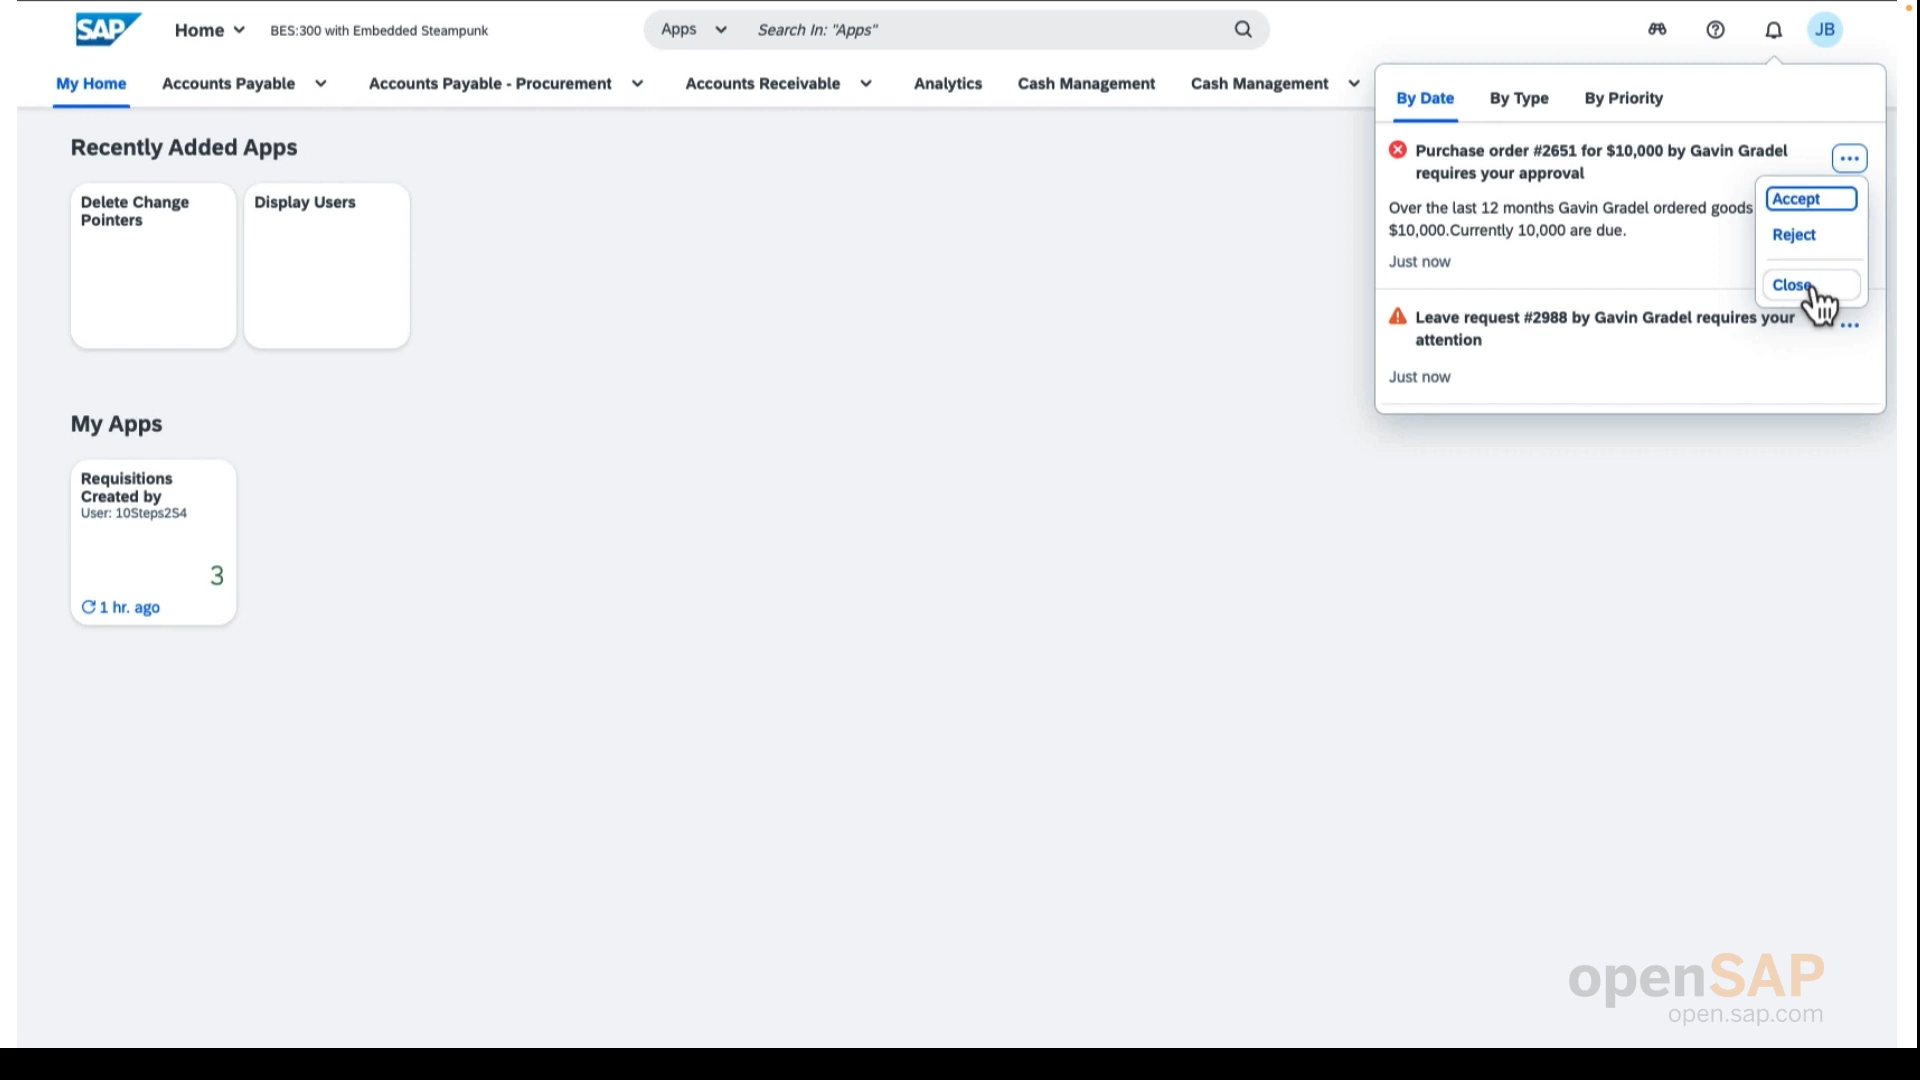 SAP
Home
BES:300 with Embedded Steampunk
Apps
Search In: "Apps"
JB
My Home
Accounts Payable
Accounts Payable - Procurement
Accounts Receivable
Analytics
Cash Management
Cash Management
By Date
By Type
By Priority
Purchase order #2651 for $10,000 by Gavin Gradel
requires your approval
Over the last 12 months Gavin Gradel ordered goods
$10,000.Currently 10,000 are due.
Just now
Accept
Reject
Close
Leave request #2988 by Gavin Gradel requires your
attention
Just now
Recently Added Apps
Delete Change
Pointers
Display Users
My Apps
Requisitions
Created by
User: 10Steps2S4
3
1 hr. ago
openSAP
open.sap.com